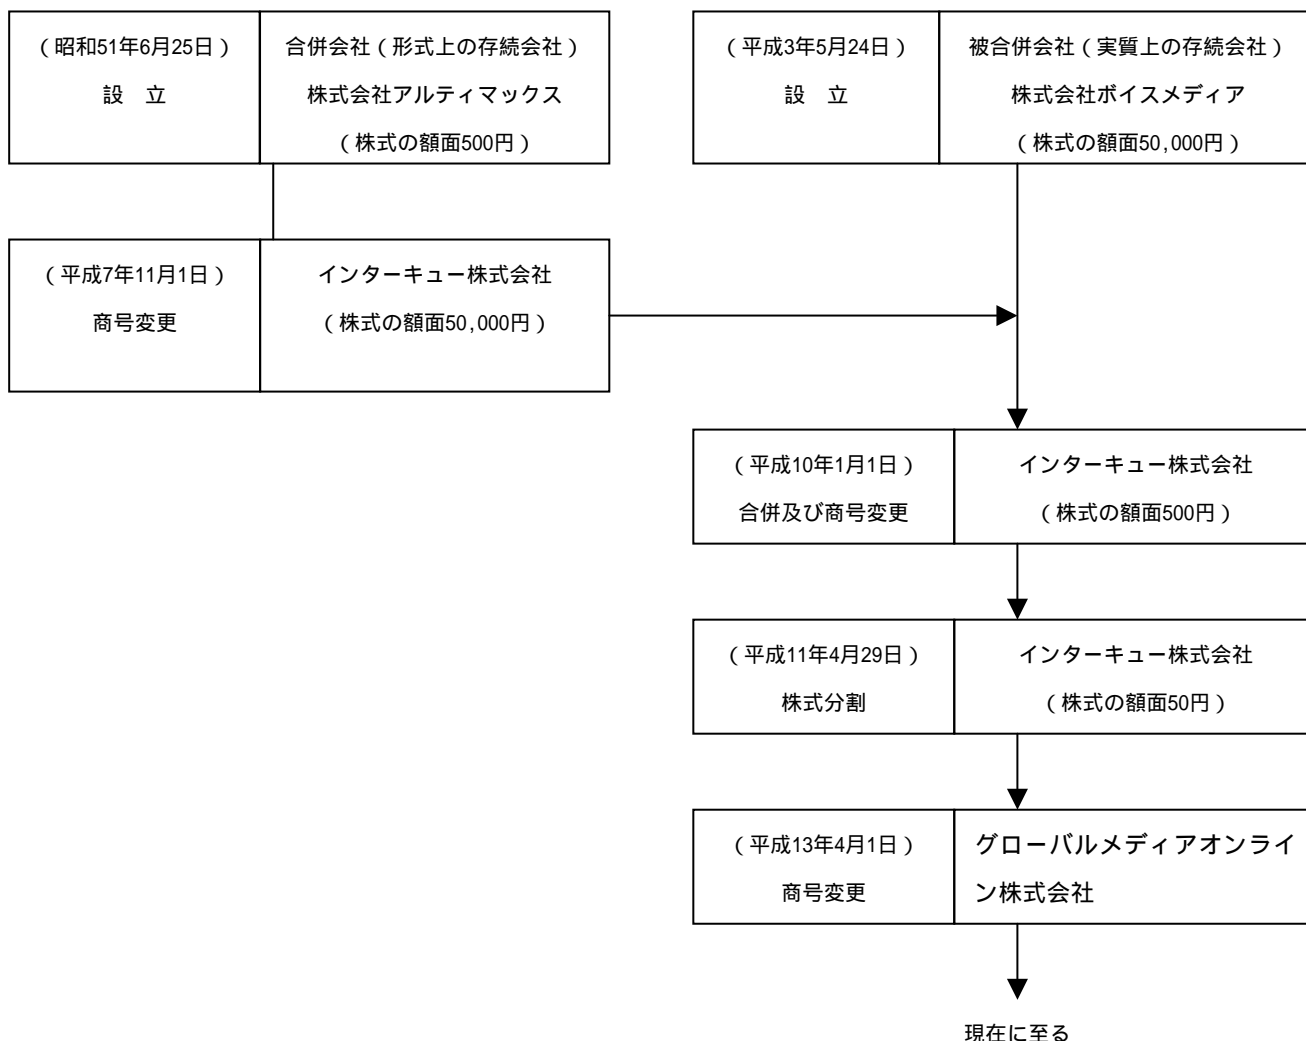 （昭和51年6月25日）
設　立
合併会社（形式上の存続会社）
株式会社アルティマックス
（株式の額面500円）
（平成3年5月24日）
設　立
被合併会社（実質上の存続会社）
株式会社ボイスメディア
（株式の額面50,000円）
（平成7年11月1日）
商号変更
インターキュー株式会社
（株式の額面50,000円）
（平成10年1月1日）
合併及び商号変更
インターキュー株式会社
（株式の額面500円）
（平成11年4月29日）
株式分割
インターキュー株式会社
（株式の額面50円）
（平成13年4月1日）
商号変更
グローバルメディアオンライ
ン株式会社
現在に至る